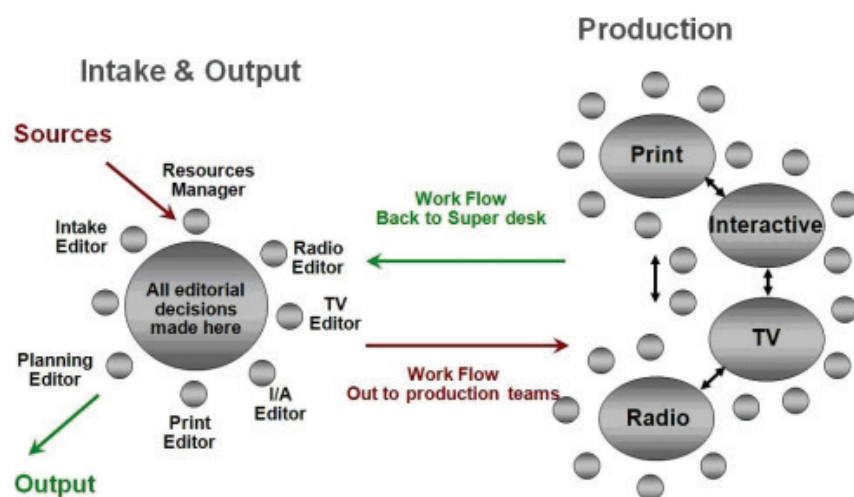 Production
Intake & Output
Sources
Resources
Manager
Intake
Editor
Radio
Editor
All editorial
decisions
made here
TV
Editor
Planning
Editor
I/A
Editor
Print
Editor
Output
Work Flow
Back to Super desk
Work Flow
Out to production teams
Print
Interactive
TV
Radio